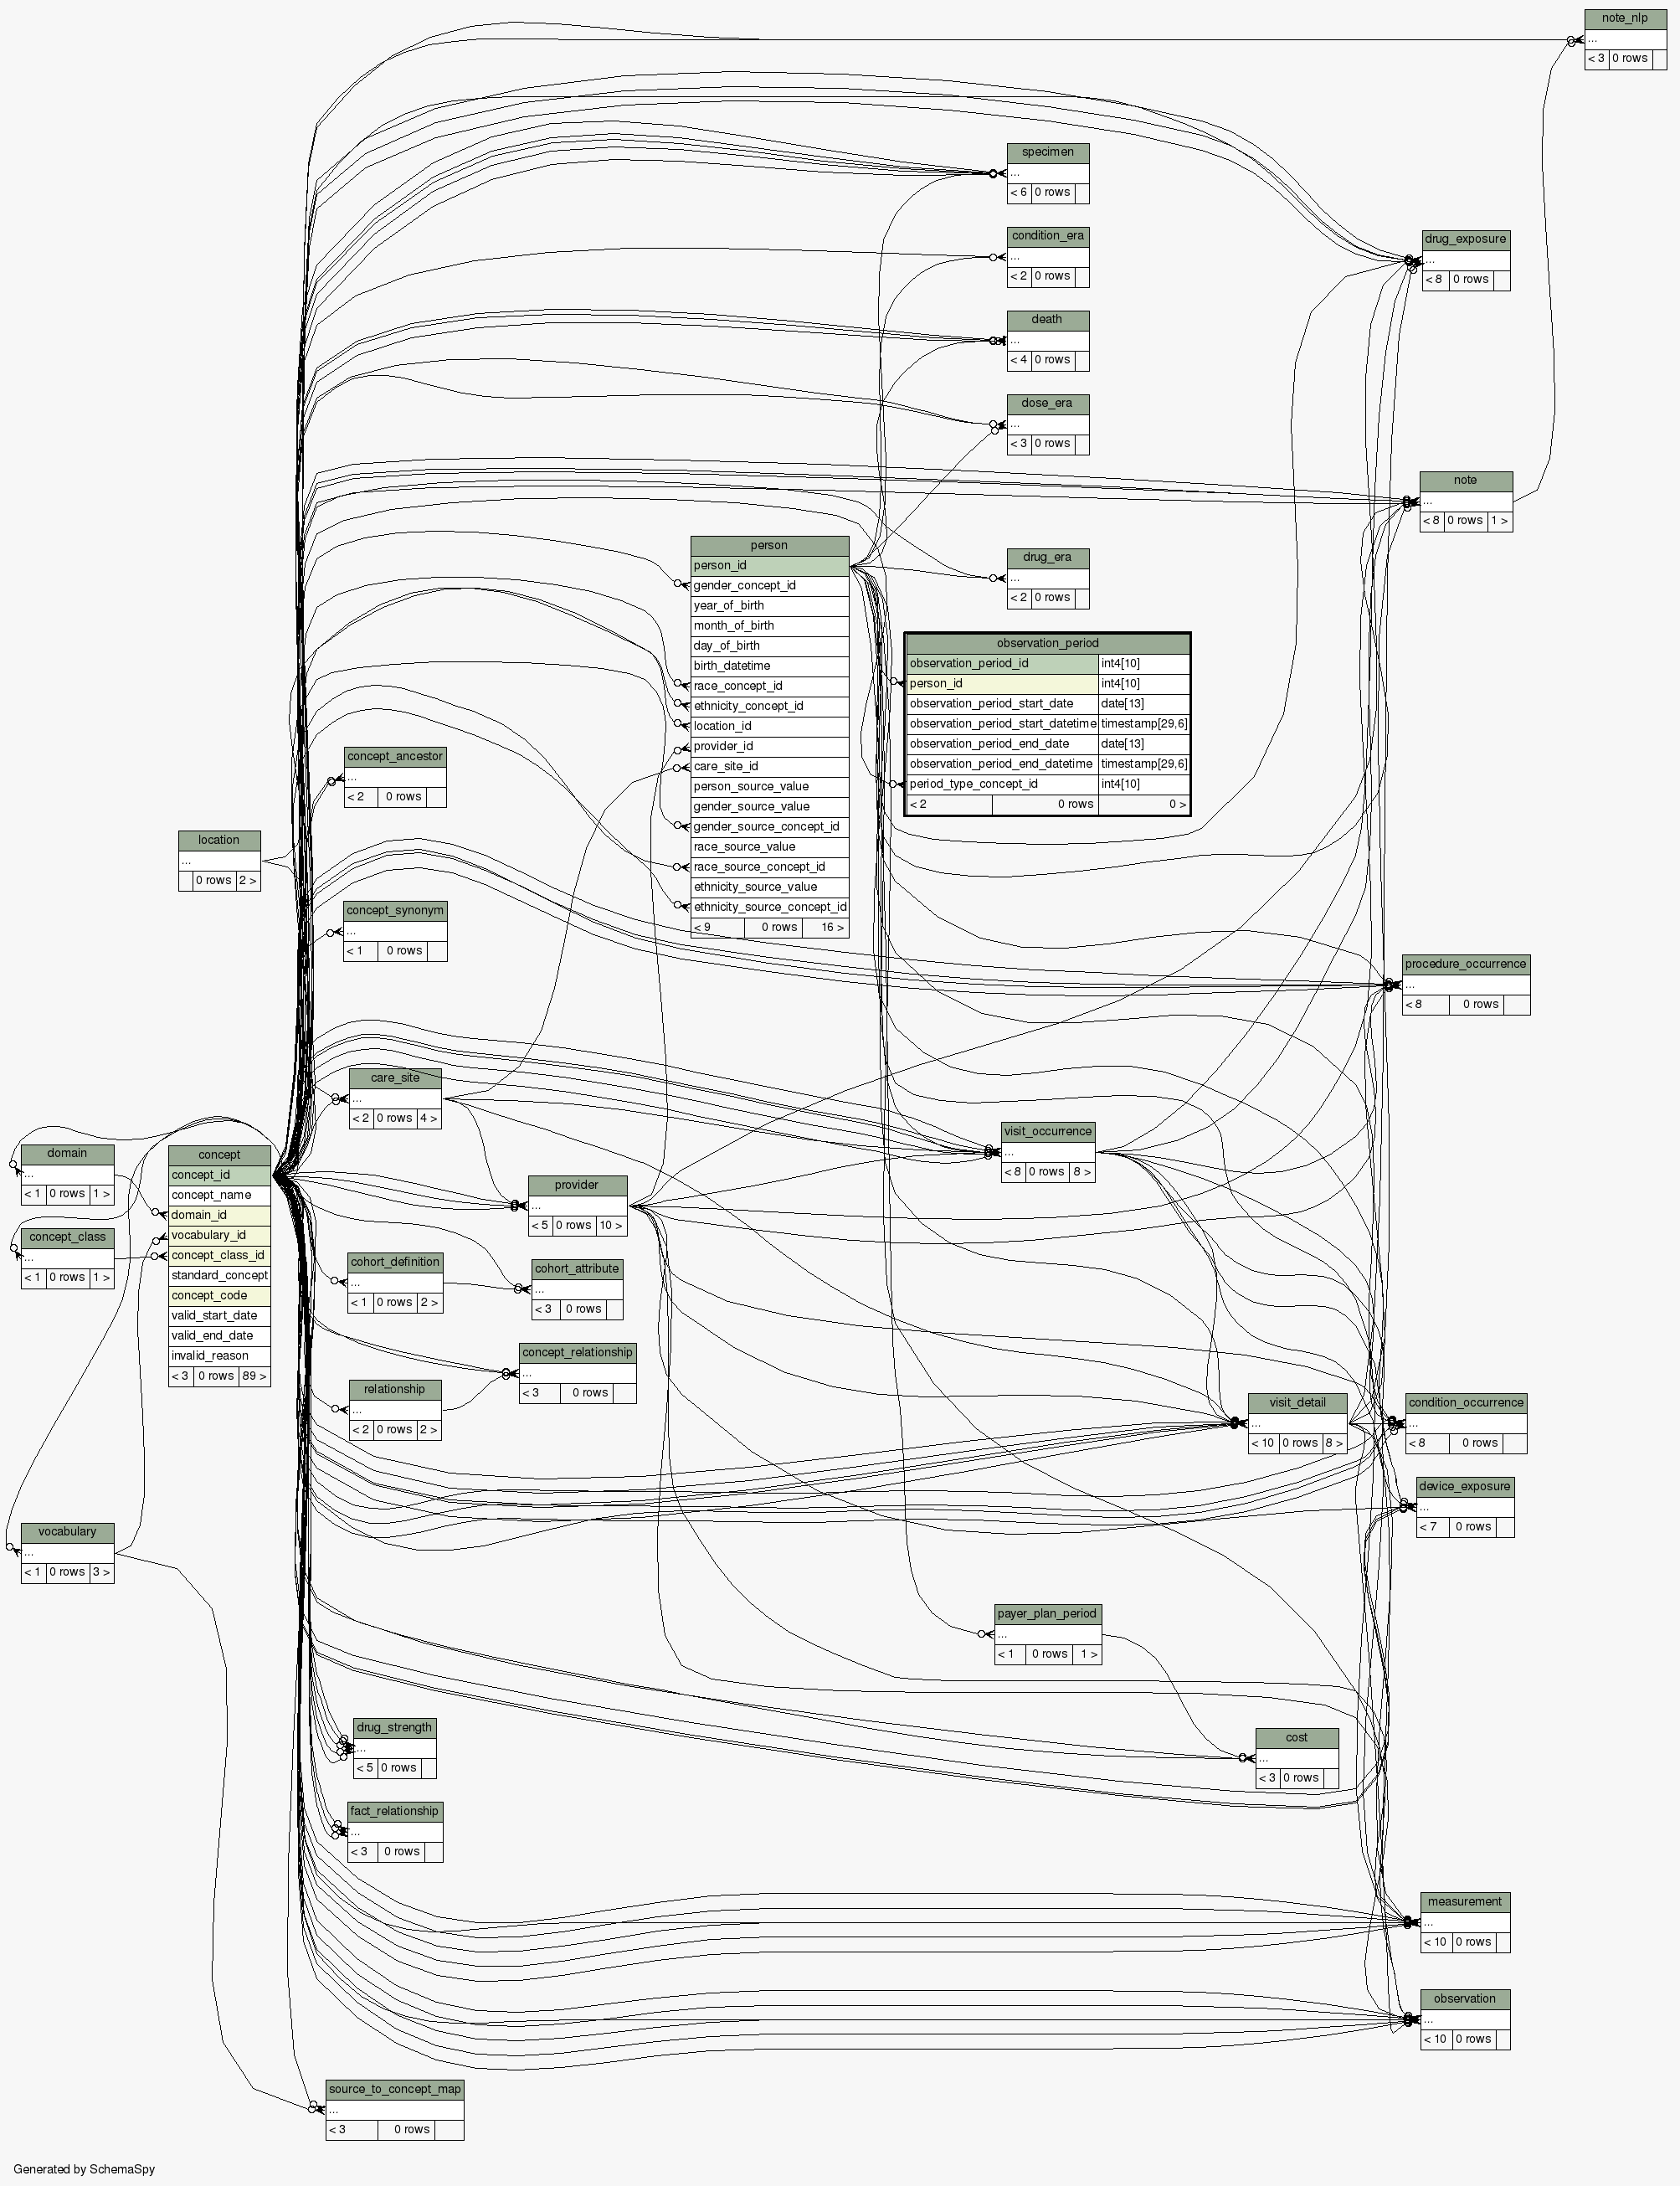 note_nlp
...
< 3 0 rows
specimen
...
< 6 0 rows
condition_era
...
< 2 0 rows
drug_exposure
...
< 8 0 rows
death
...
< 4 0 rows
dose_era
...
< 3 0 rows
note
...
< 8 0 rows 1 >
person
person_id
gender_concept_id
year_of_birth
month_of_birth
day_of_birth
birth_datetime
race_concept_id
ethnicity_concept_id
location_id
provider_id
care_site_id
person_source_value
gender_source_value
gender_source_concept_id
race_source_value
race_source_concept_id
ethnicity_source_value
ethnicity_source_concept_id
< 9 0 rows 16 >
drug_era
...
< 2 0 rows
observation_period
observation_period_id int4[10]
person_id int4[10]
observation_period_start_date date[13]
observation_period_start_datetime timestamp[29,6]
observation_period_end_date date[13]
observation_period_end_datetime timestamp[29,6]
period_type_concept_id int4[10]
< 2 0 rows 0 >
concept_ancestor
...
< 2 0 rows
location
...
0 rows 2 >
concept_synonym
...
< 1 0 rows
procedure_occurrence
...
< 8 0 rows
care_site
...
< 2 0 rows 4 >
visit_occurrence
...
< 8 0 rows 8 >
domain
...
< 1 0 rows 1 >
concept
concept_id
concept_name
domain_id
vocabulary_id
concept_class_id
standard_concept
concept_code
valid_start_date
valid_end_date
invalid_reason
< 3 0 rows 89 >
provider
...
< 5 0 rows 10 >
concept_class
...
< 1 0 rows 1 >
cohort_definition
...
< 1 0 rows 2 >
cohort_attribute
...
< 3 0 rows
concept_relationship
...
< 3 0 rows
relationship
...
< 2 0 rows 2 >
visit_detail
...
< 10 0 rows 8 >
condition_occurrence
...
< 8 0 rows
device_exposure
...
< 7 0 rows
vocabulary
...
< 1 0 rows 3 >
payer_plan_period
...
< 1 0 rows 1 >
drug_strength
...
< 5 0 rows
cost
...
< 3 0 rows
fact_relationship
...
< 3 0 rows
measurement
...
< 10 0 rows
observation
...
< 10 0 rows
source_to_concept_map
...
< 3 0 rows
Generated by SchemaSpy